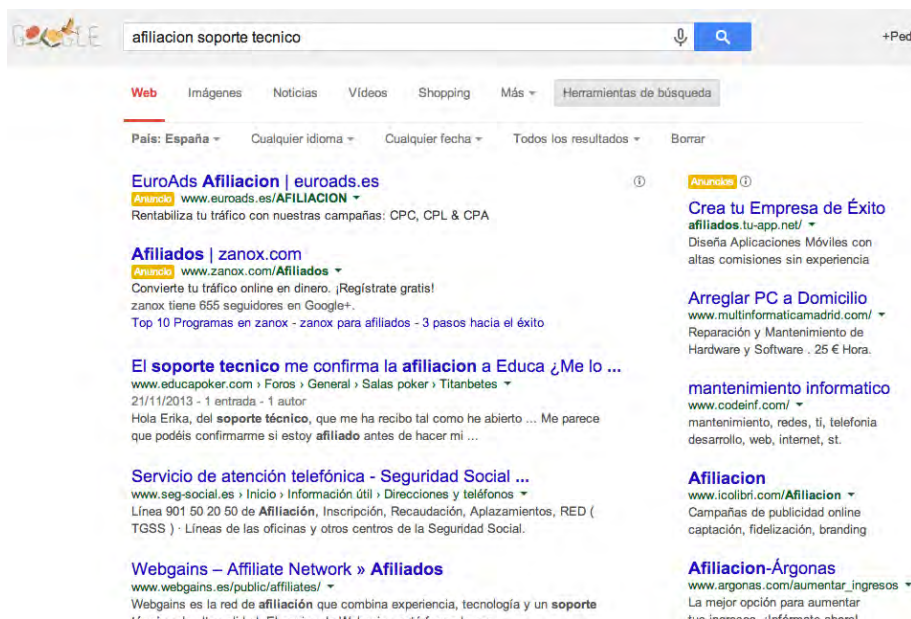 GOOGLE
afiliacion soporte tecnico
+Ped
Web Imágenes Noticias Vídeos Shopping Más Herramientas de búsqueda
País: España Cualquier idioma Cualquier fecha Todos los resultados Borrar
EuroAds Afiliacion | euroads.es
Anuncio www.euroads.es/AFILIACION
Rentabiliza tu tráfico con nuestras campañas: CPC, CPL & CPA
Afiliados | zanox.com
Anuncio www.zanox.com/Afiliados
Convierte tu tráfico online en dinero. ¡Regístrate gratis!
zanox tiene 655 seguidores en Google+.
Top 10 Programas en zanox - zanox para afiliados - 3 pasos hacia el éxito
El soporte tecnico me confirma la afiliacion a Educa ¿Me lo ...
www.educapoker.com › Foros › General › Salas poker › Titanbetes
21/11/2013 - 1 entrada - 1 autor
Hola Erika, del soporte técnico, que me ha recibo tal como he abierto ... Me parece
que podéis confirmarme si estoy afiliado antes de hacer mi ...
Servicio de atención telefónica - Seguridad Social ...
www.seg-social.es › Inicio › Información útil › Direcciones y teléfonos
Línea 901 50 20 50 de Afiliación, Inscripción, Recaudación, Aplazamientos, RED (
TGSS ) · Líneas de las oficinas y otros centros de la Seguridad Social.
Webgains – Affiliate Network » Afiliados
www.webgains.es/public/affiliates/
Webgains es la red de afiliación que combina experiencia, tecnología y un soporte
Anuncios
Crea tu Empresa de Éxito
afiliados.tu-app.net/
Diseña Aplicaciones Móviles con
altas comisiones sin experiencia
Arreglar PC a Domicilio
www.multinformaticamadrid.com/
Reparación y Mantenimiento de
Hardware y Software . 25 € Hora.
mantenimiento informatico
www.codeinf.com/
mantenimiento, redes, ti, telefonia
desarrollo, web, internet, st.
Afiliacion
www.icolibri.com/Afiliacion
Campañas de publicidad online
captación, fidelización, branding
Afiliacion-Árgonas
www.argonas.com/aumentar_ingresos
La mejor opción para aumentar